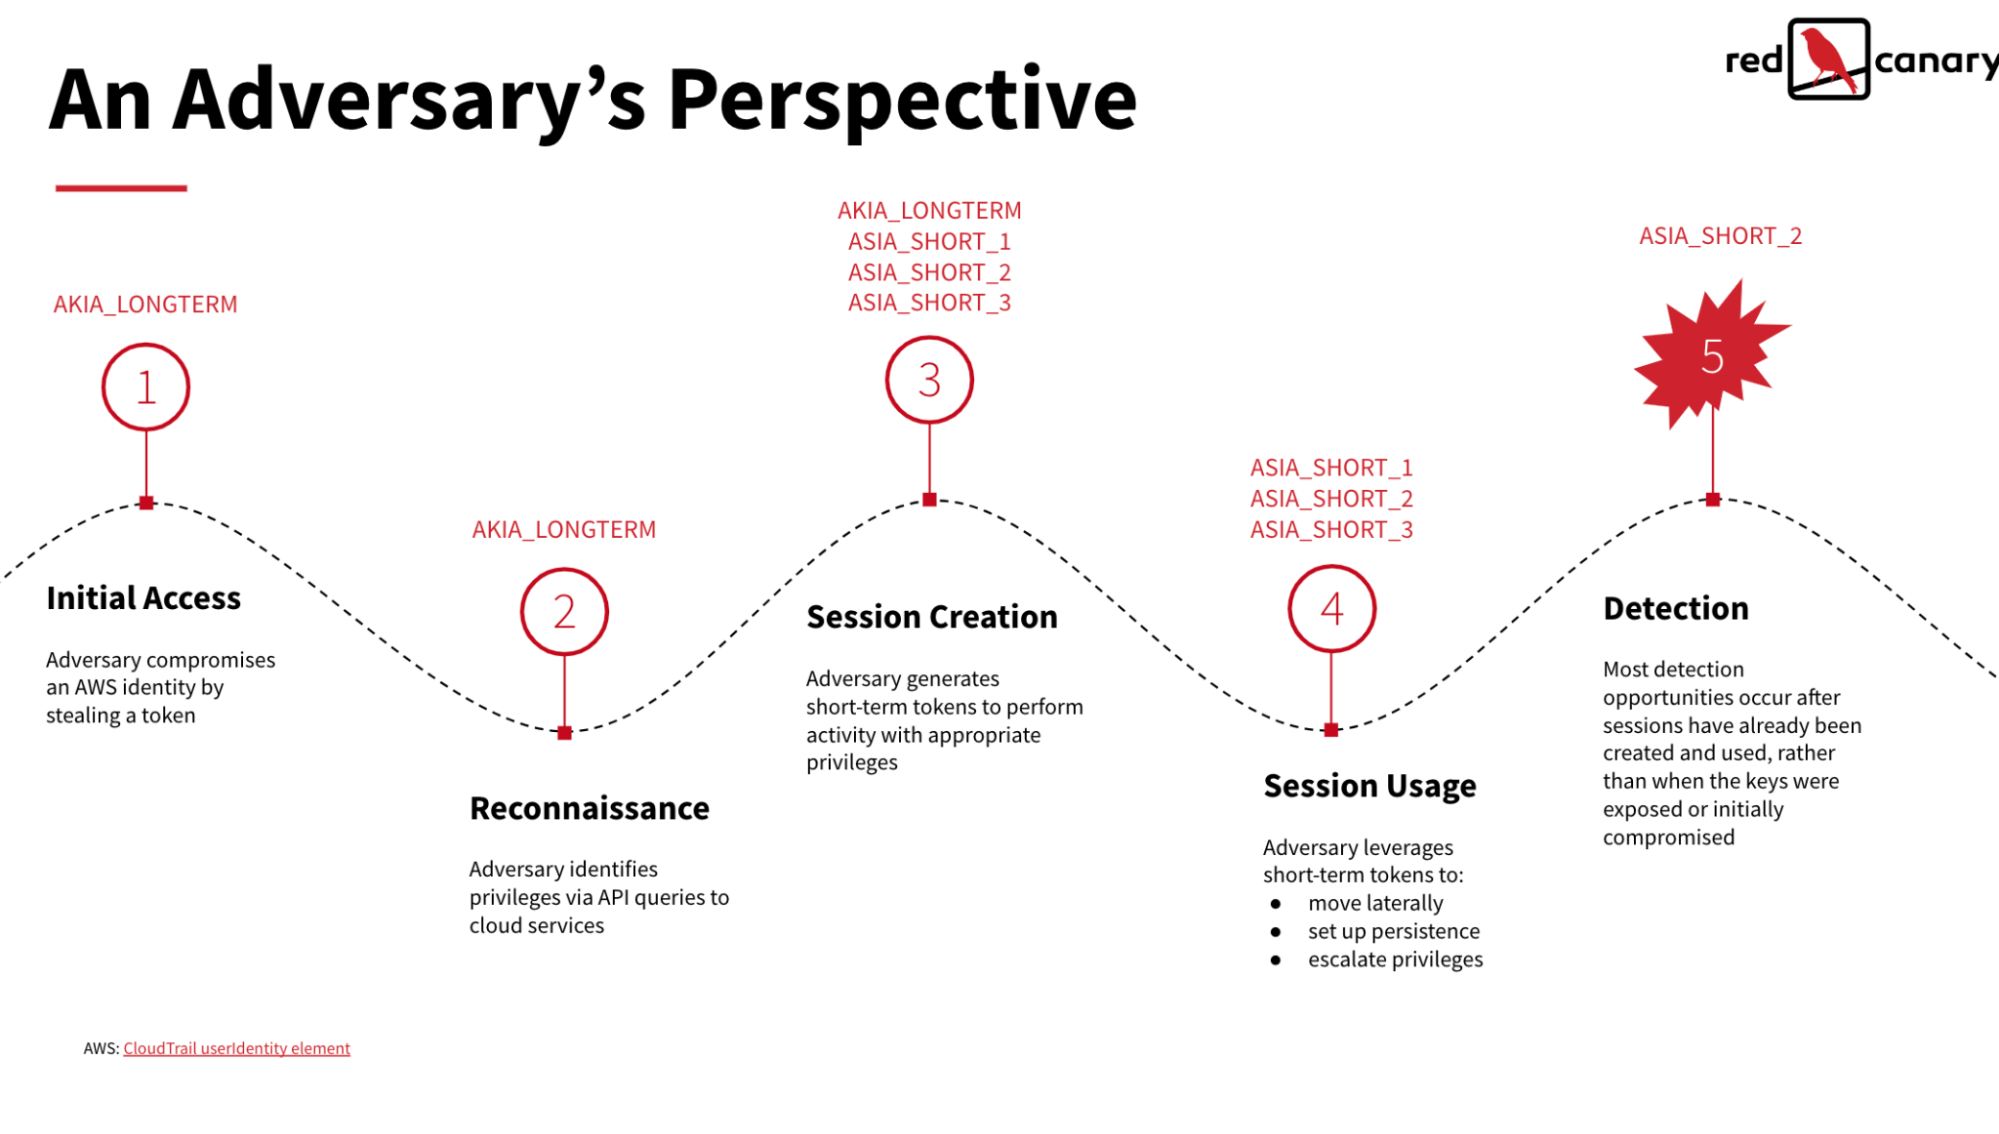 An Adversary’s Perspective
red canary
AKIA_LONGTERM
1
Initial Access
Adversary compromises
an AWS identity by
stealing a token
AKIA_LONGTERM
2
Reconnaissance
Adversary identifies
privileges via API queries to
cloud services
AKIA_LONGTERM
ASIA_SHORT_1
ASIA_SHORT_2
ASIA_SHORT_3
3
Session Creation
Adversary generates
short-term tokens to perform
activity with appropriate
privileges
ASIA_SHORT_1
ASIA_SHORT_2
ASIA_SHORT_3
4
Session Usage
Adversary leverages
short-term tokens to:
● move laterally
● set up persistence
● escalate privileges
ASIA_SHORT_2
5
Detection
Most detection
opportunities occur after
sessions have already been
created and used, rather
than when the keys were
exposed or initially
compromised
AWS: CloudTrail userIdentity element